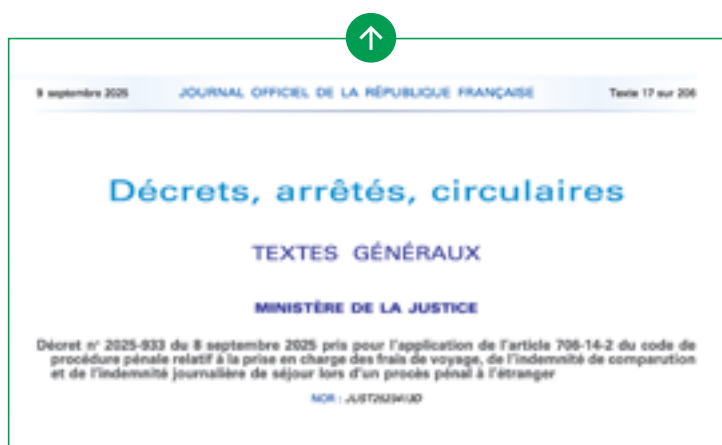 9 septembre 2025 JOURNAL OFFICIEL DE LA RÉPUBLIQUE FRANÇAISE Texte 17 sur 206
Décrets, arrêtés, circulaires
TEXTES GÉNÉRAUX
MINISTÈRE DE LA JUSTICE
Décret n° 2025-933 du 8 septembre 2025 pris pour l'application de l'article 706-14-2 du code de
procédure pénale relatif à la prise en charge des frais de voyage, de l'indemnité de comparution
et de l'indemnité journalière de séjour lors d'un procès pénal à l'étranger
NOR :